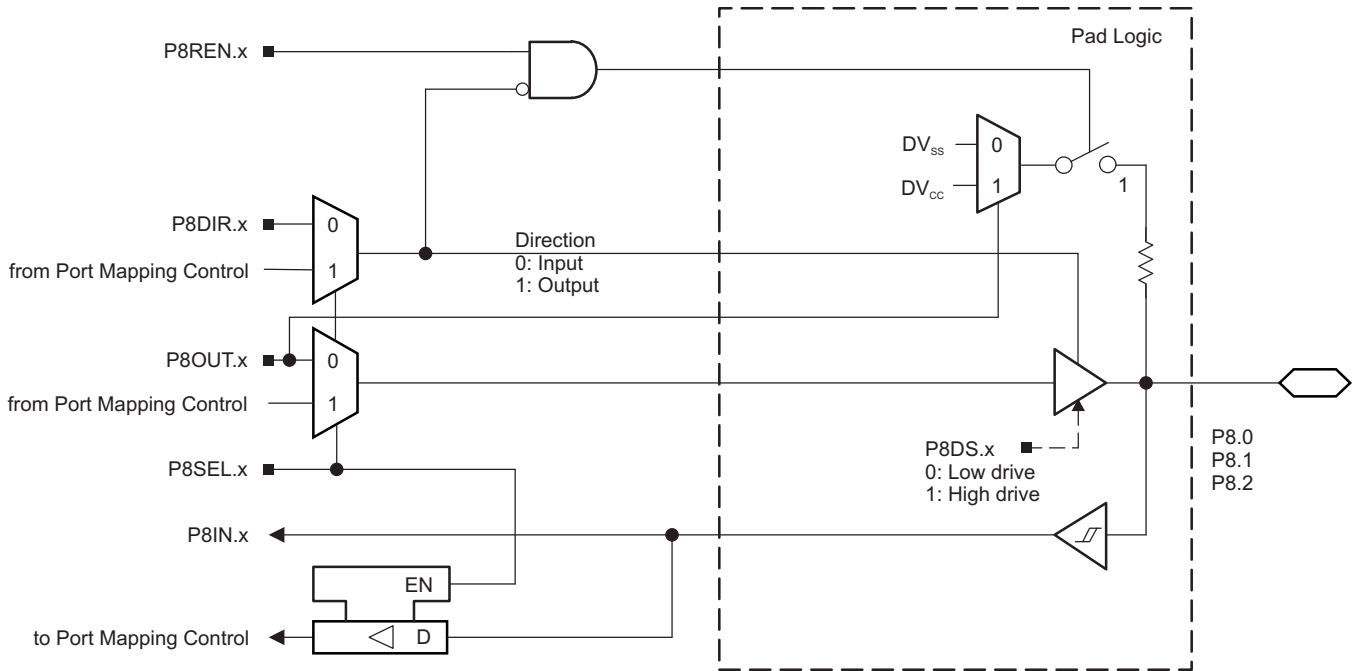 Pad Logic
P8REN.x
DVSS
0
DVCC
1
1
P8DIR.x
0
from Port Mapping Control
1
Direction
0: Input
1: Output
P8OUT.x
0
from Port Mapping Control
1
P8DS.x
0: Low drive
1: High drive
P8.0
P8.1
P8.2
P8SEL.x
P8IN.x
EN
to Port Mapping Control
D